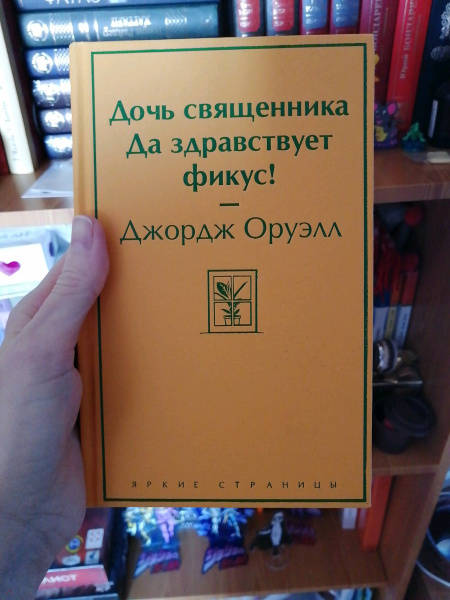 Дочь священника
Да здравствует
фикус!
Джордж Оруэлл
ЯРКИЕ СТРАНИЦЫ